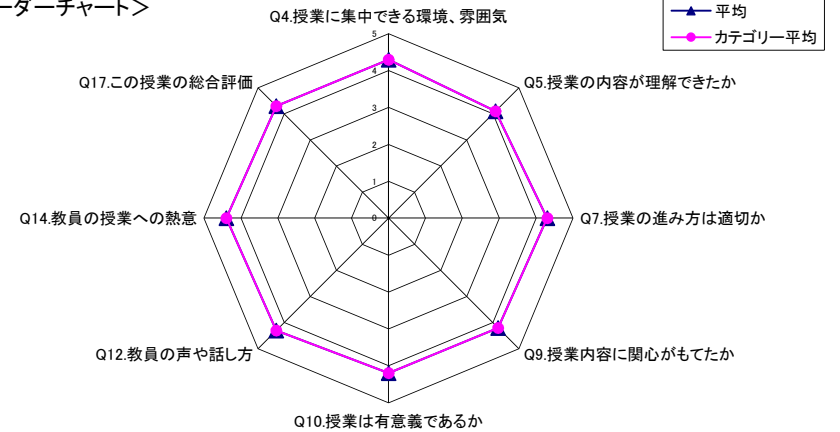 ーダーチャート＞
平均
カテゴリー平均
Q4.授業に集中できる環境、雰囲気
Q5.授業の内容が理解できたか
Q7.授業の進み方は適切か
Q9.授業内容に関心がもてたか
Q10.授業は有意義であるか
Q12.教員の声や話し方
Q14.教員の授業への熱意
Q17.この授業の総合評価
5
4
3
2
1
0